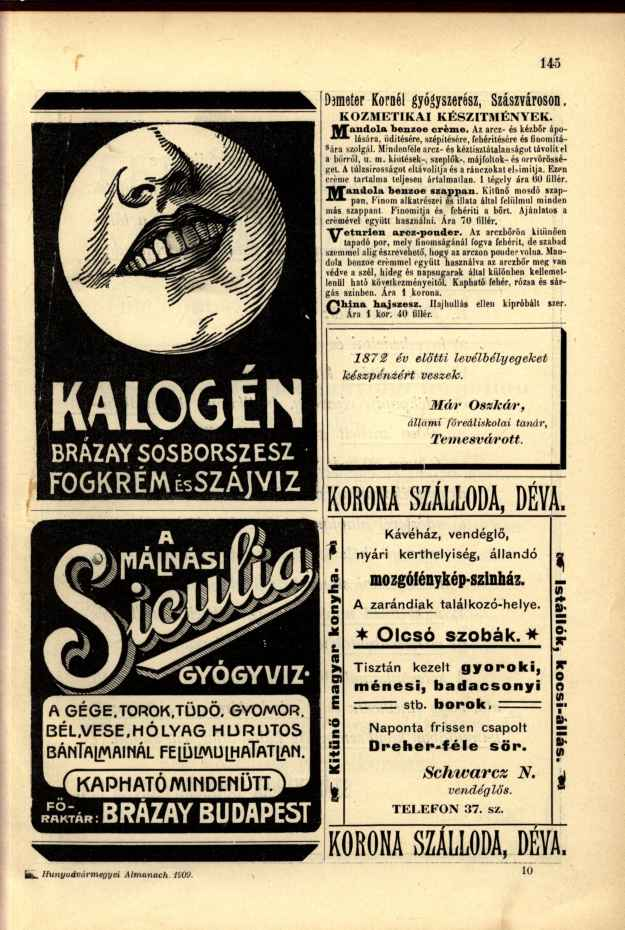 145
KALOGÉN
BRÁZAY SÓSBORSZESZ
FOGKRÉM ÉS SZÁJVIZ
A
MÁLNÁSI
Siculia
GYÓGYVIZ
A GÉGE, TOROK, TÜDŐ, GYOMOR,
BÉL, VESE, HÓLYAG HURUTOS
BÁNTALMAINÁL FELÜLMULHATATLAN.
KAPHATÓ MINDENÜTT.
FŐ-
RAKTÁR: BRÁZAY BUDAPEST
Demeter Kornél gyógyszerész, Szászvároson.
KOZMETIKAI KÉSZITMÉNYEK.
Mandola benzoe crème. Az arcz- és kézbőr ápo-
lására, üdítésére, szépitésére, fehéritésére és finomitá-
sára szolgál. Mindenféle arcz- és kéztisztátalanságot távolit el
a bőrről, u. m. kiütések-, szeplők-, májfoltok- és orrvörössé-
get. A túlzsirosságot eltávolitja és a ránczokat elsimitja. Ezen
crème tartalma teljesen ártalmatlan. 1 tégely ára 60 fillér.
Mandola benzoe szappan. Kitünő mosdó szap-
pan. Finom alkatrészei és illata által felülmul minden
más szappant. Finomitja és fehériti a bőrt. Ajánlatos a
crèmével együtt használni. Ára 70 fillér.
Veturien arcz-pouder. Az arczbőrön kitünően
tapadó por, mely finomságánál fogva fehérit, de szabad
szemmel alig észrevehető, hogy az arczon pouder volna. Man-
dola benzoe crèmmel együtt használva az arczbőr meg van
védve a szél, hideg és napsugarak által különben kellemet-
lenül ható következményeitől. Kapható fehér, rózsa és sár-
gás szinben. Ára 1 korona.
China hajszesz. Hajhullás ellen kipróbált szer.
Ára 1 kor. 40 fillér.
1872 év előtti levélbélyegeket
készpénzért veszek.
Már Oszkár,
állami főreáliskolai tanár,
Temesvárott.
KORONA SZÁLLODA, DÉVA.
Kitünő magyar konyha.
Kávéház, vendéglő,
nyári kerthelyiség, állandó
mozgófénykép-szinház.
A zarándiak találkozó-helye.
* Olcsó szobák. *
Tisztán kezelt gyoroki,
ménesi, badacsonyi
stb. borok.
Naponta frissen csapolt
Dreher-féle sör.
Schwarcz N.
vendéglős.
TELEFON 37. sz.
Istállók, kocsi-állás.
KORONA SZÁLLODA, DÉVA.
Hunyadvármegyei Almanach. 1909.
10